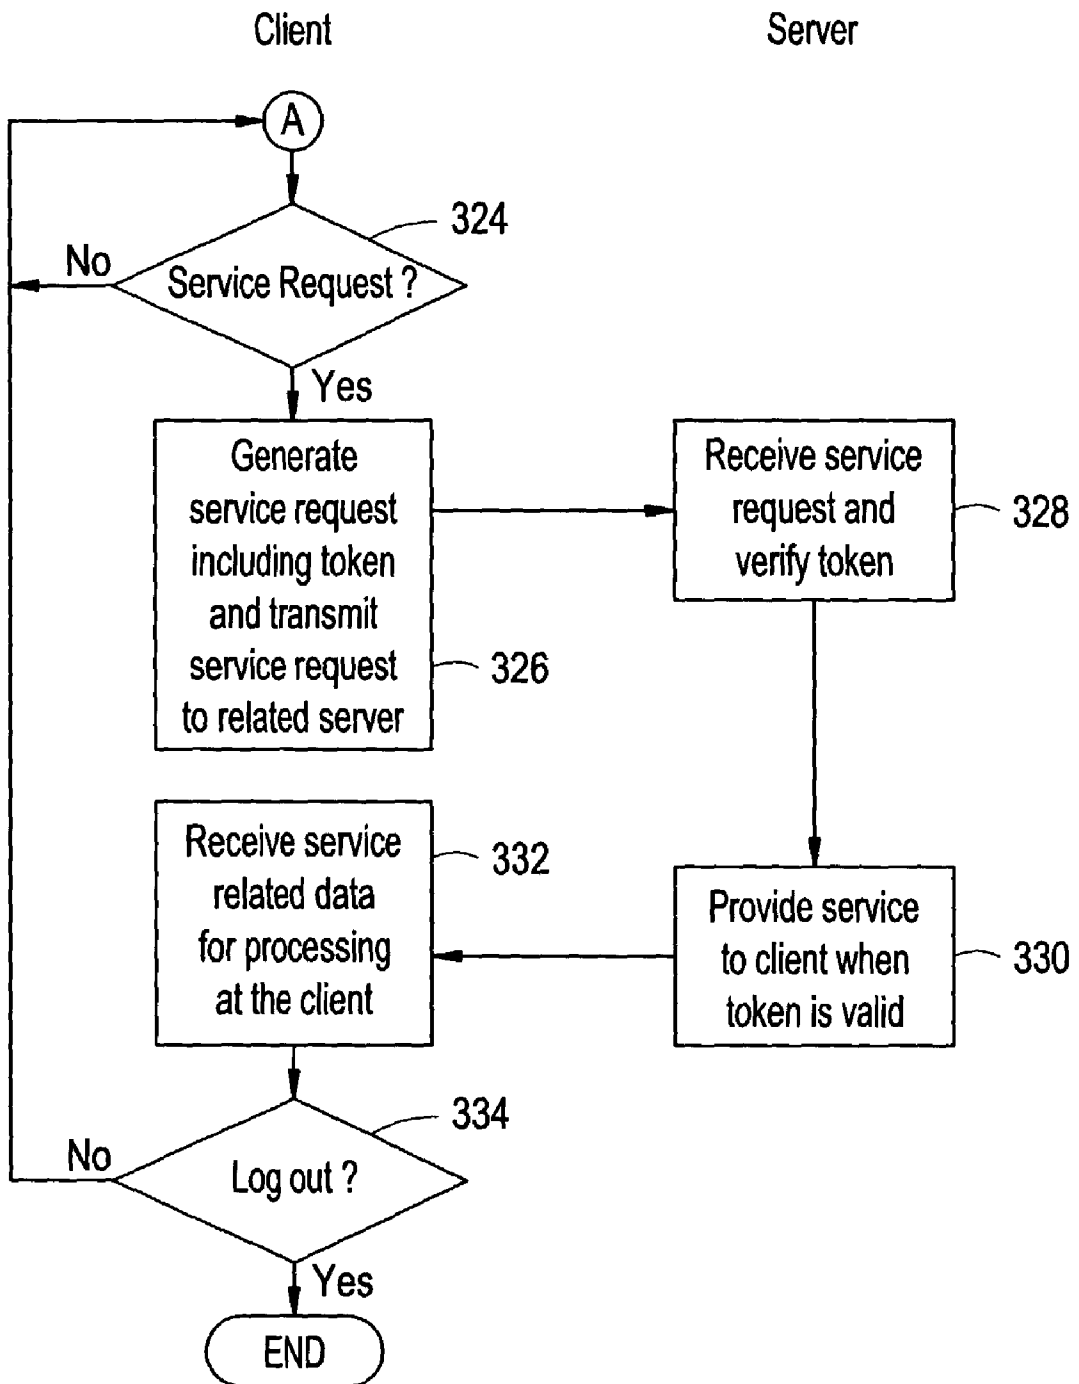 Client
Server
A
324
No
Service Request ?
Yes
Generate
service request
including token
and transmit
service request
to related server
326
Receive service
request and
verify token
328
Receive service
related data
for processing
at the client
332
Provide service
to client when
token is valid
330
334
No
Log out ?
Yes
END